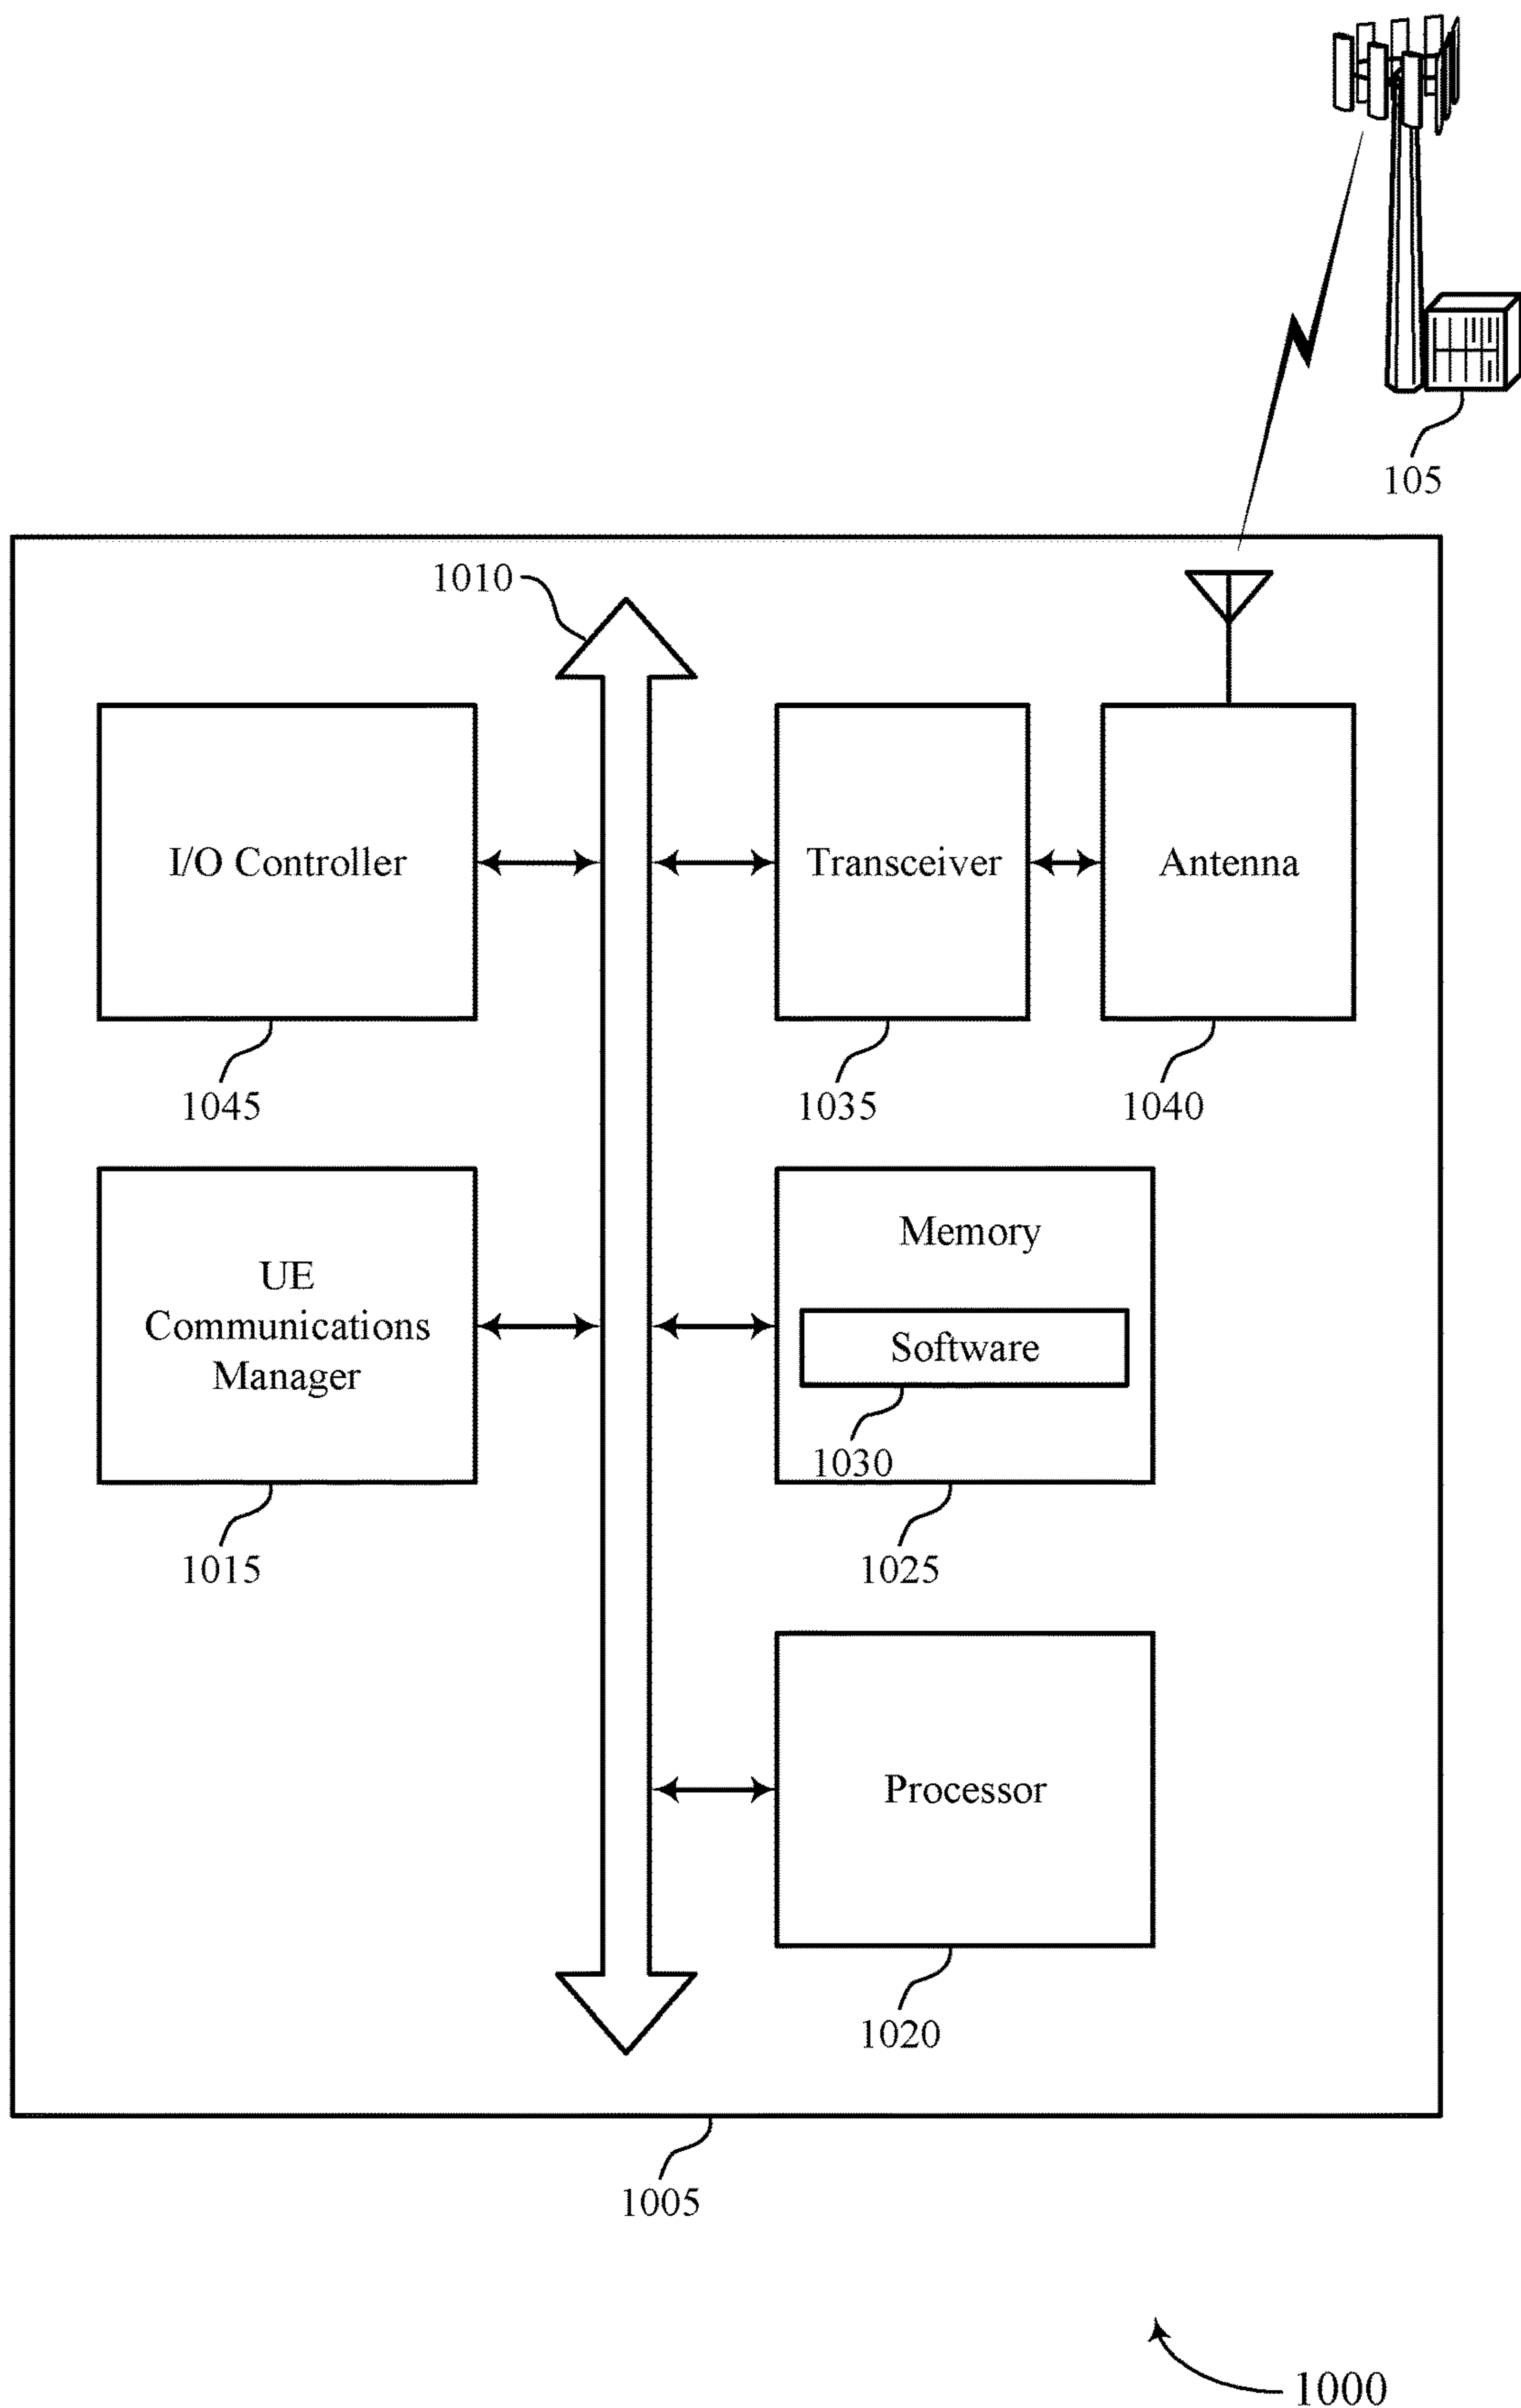 105
1010
I/O Controller
Transceiver
Antenna
1045
1035
1040
UE
Communications
Manager
Memory
Software
1030
1015
1025
Processor
1020
1005
1000